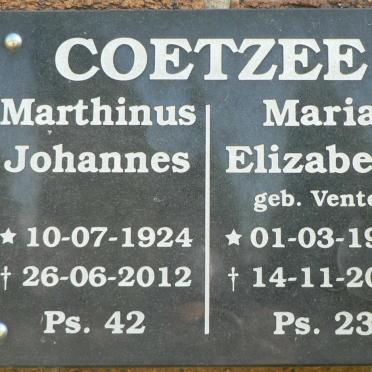 COETZEE
Marthinus
Johannes
★ 10-07-1924
† 26-06-2012
Ps. 42
Maria
Elizabe
geb. Vente
★ 01-03-19
† 14-11-20
Ps. 23